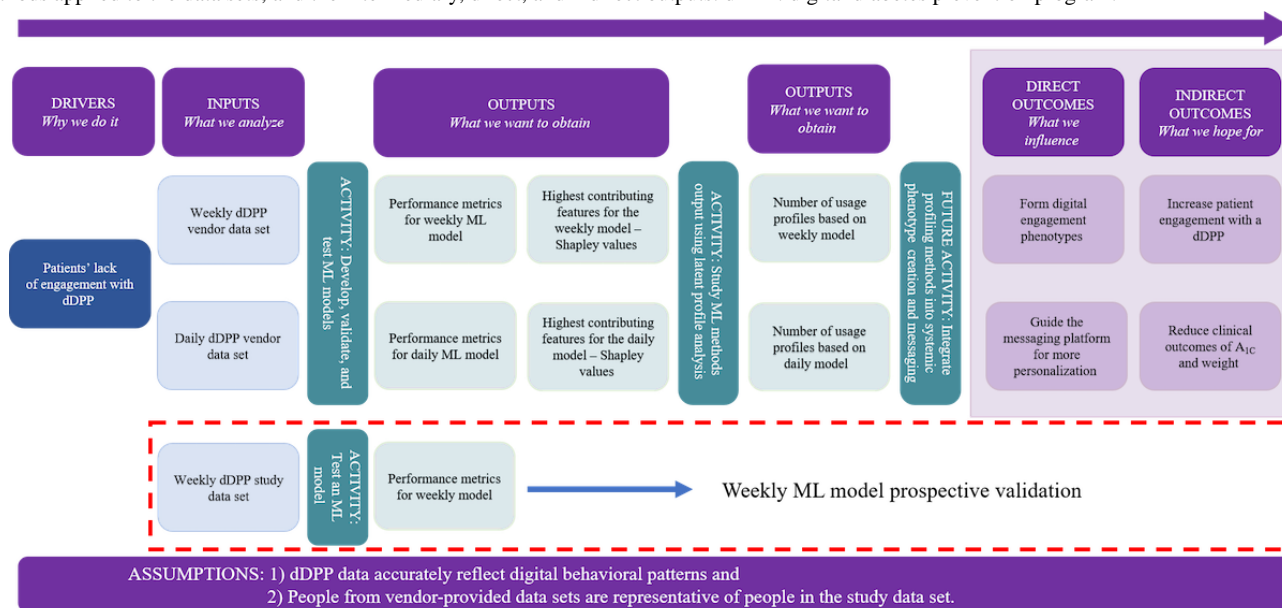 DRIVERS
Why we do it
INPUTS
What we analyze
OUTPUTS
What we want to obtain
OUTPUTS
What we want to
obtain
DIRECT
OUTCOMES
What we
influence
INDIRECT
OUTCOMES
What we hope for
Patients' lack
of engagement with
dDPP
Weekly dDPP
vendor data set
Daily dDPP vendor
data set
ACTIVITY: Develop, validate, and
test ML models
Performance metrics
for weekly ML
model
Highest contributing
features for the
weekly model –
Shapley values
Performance metrics
for daily ML model
Highest contributing
features for the daily
model – Shapley
values
ACTIVITY: Study ML methods
output using latent profile analysis
Number of usage
profiles based on
weekly model
Number of usage
profiles based on
daily model
FUTURE ACTIVITY: Integrate
profiling methods into systemic
phenotype creation and messaging
Form digital
engagement
phenotypes
Increase patient
engagement with a
dDPP
Guide the
messaging platform
for more
personalization
Reduce clinical
outcomes of A1C
and weight
Weekly dDPP study
data set
ACTIVITY:
Test an ML
model
Performance metrics
for weekly model
Weekly ML model prospective validation
ASSUMPTIONS: 1) dDPP data accurately reflect digital behavioral patterns and
2) People from vendor-provided data sets are representative of people in the study data set.